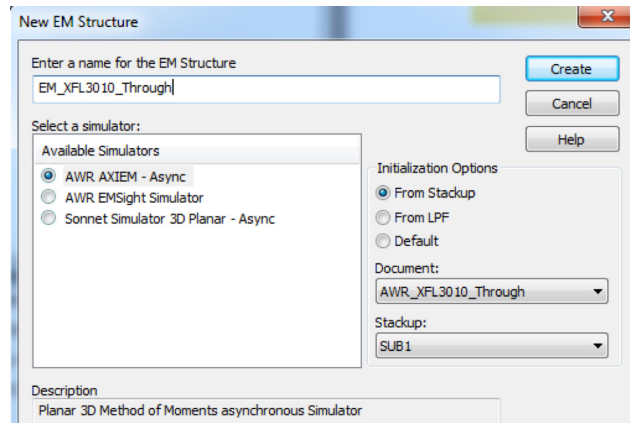 New EM Structure
Enter a name for the EM Structure
EM_XFL3010_Through
Create
Cancel
Help
Select a simulator:
Available Simulators
AWR AXIEM - Async
AWR EMSight Simulator
Sonnet Simulator 3D Planar - Async
Initialization Options
From Stackup
From LPF
Default
Document:
AWR_XFL3010_Through
Stackup:
SUB1
Description
Planar 3D Method of Moments asynchronous Simulator